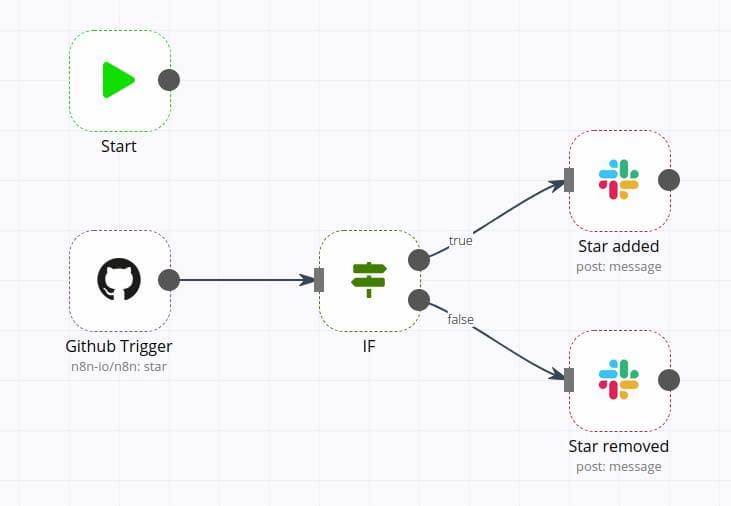 Start
true
Star added
post: message
Github Trigger
n8n-io/n8n: star
IF
false
Star removed
post: message